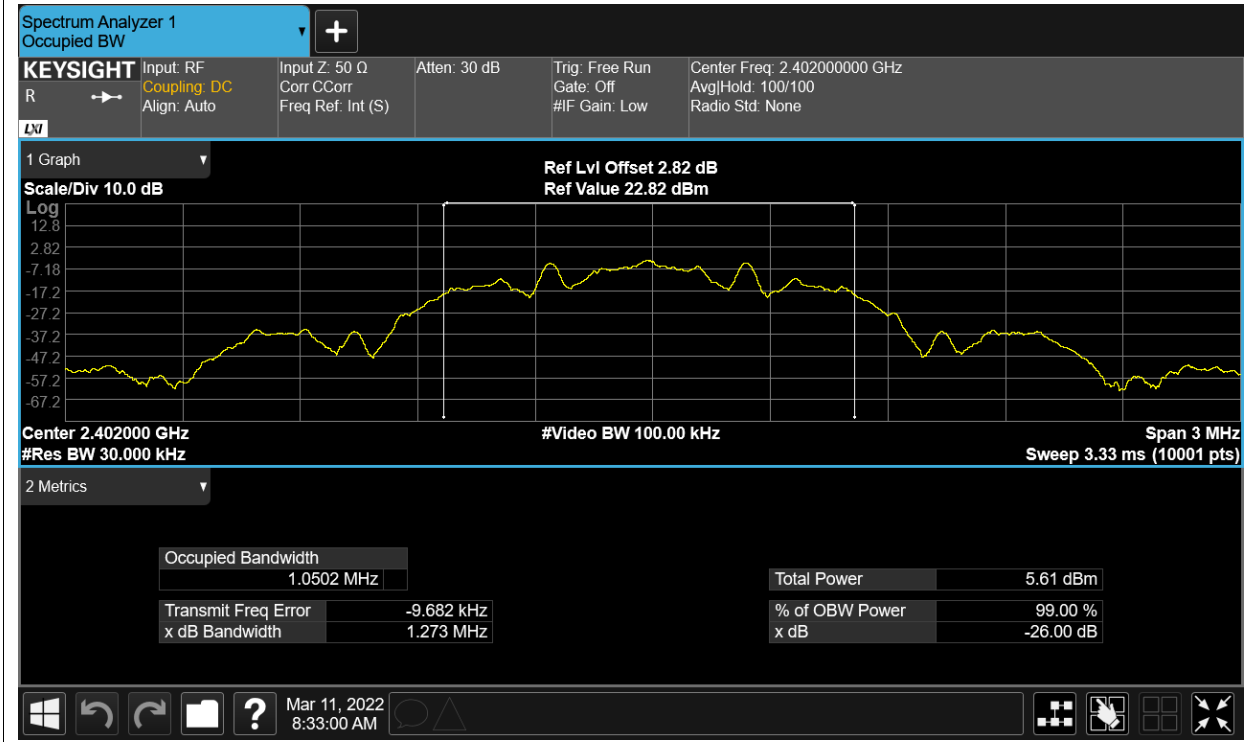 Spectrum Analyzer 1
Occupied BW
+
KEYSIGHT
R
LXI
Input: RF
Coupling: DC
Align: Auto
Input Z: 50 Ω
Corr CCorr
Freq Ref: Int (S)
Atten: 30 dB
Trig: Free Run
Gate: Off
#IF Gain: Low
Center Freq: 2.402000000 GHz
Avg|Hold: 100/100
Radio Std: None
1 Graph
Scale/Div 10.0 dB
Ref Lvl Offset 2.82 dB
Ref Value 22.82 dBm
Log
12.8
2.82
-7.18
-17.2
-27.2
-37.2
-47.2
-57.2
-67.2
Center 2.402000 GHz
#Res BW 30.000 kHz
#Video BW 100.00 kHz
Span 3 MHz
Sweep 3.33 ms (10001 pts)
2 Metrics
Occupied Bandwidth
1.0502 MHz
Transmit Freq Error -9.682 kHz
x dB Bandwidth 1.273 MHz
Total Power 5.61 dBm
% of OBW Power 99.00 %
x dB -26.00 dB
?
Mar 11, 2022
8:33:00 AM